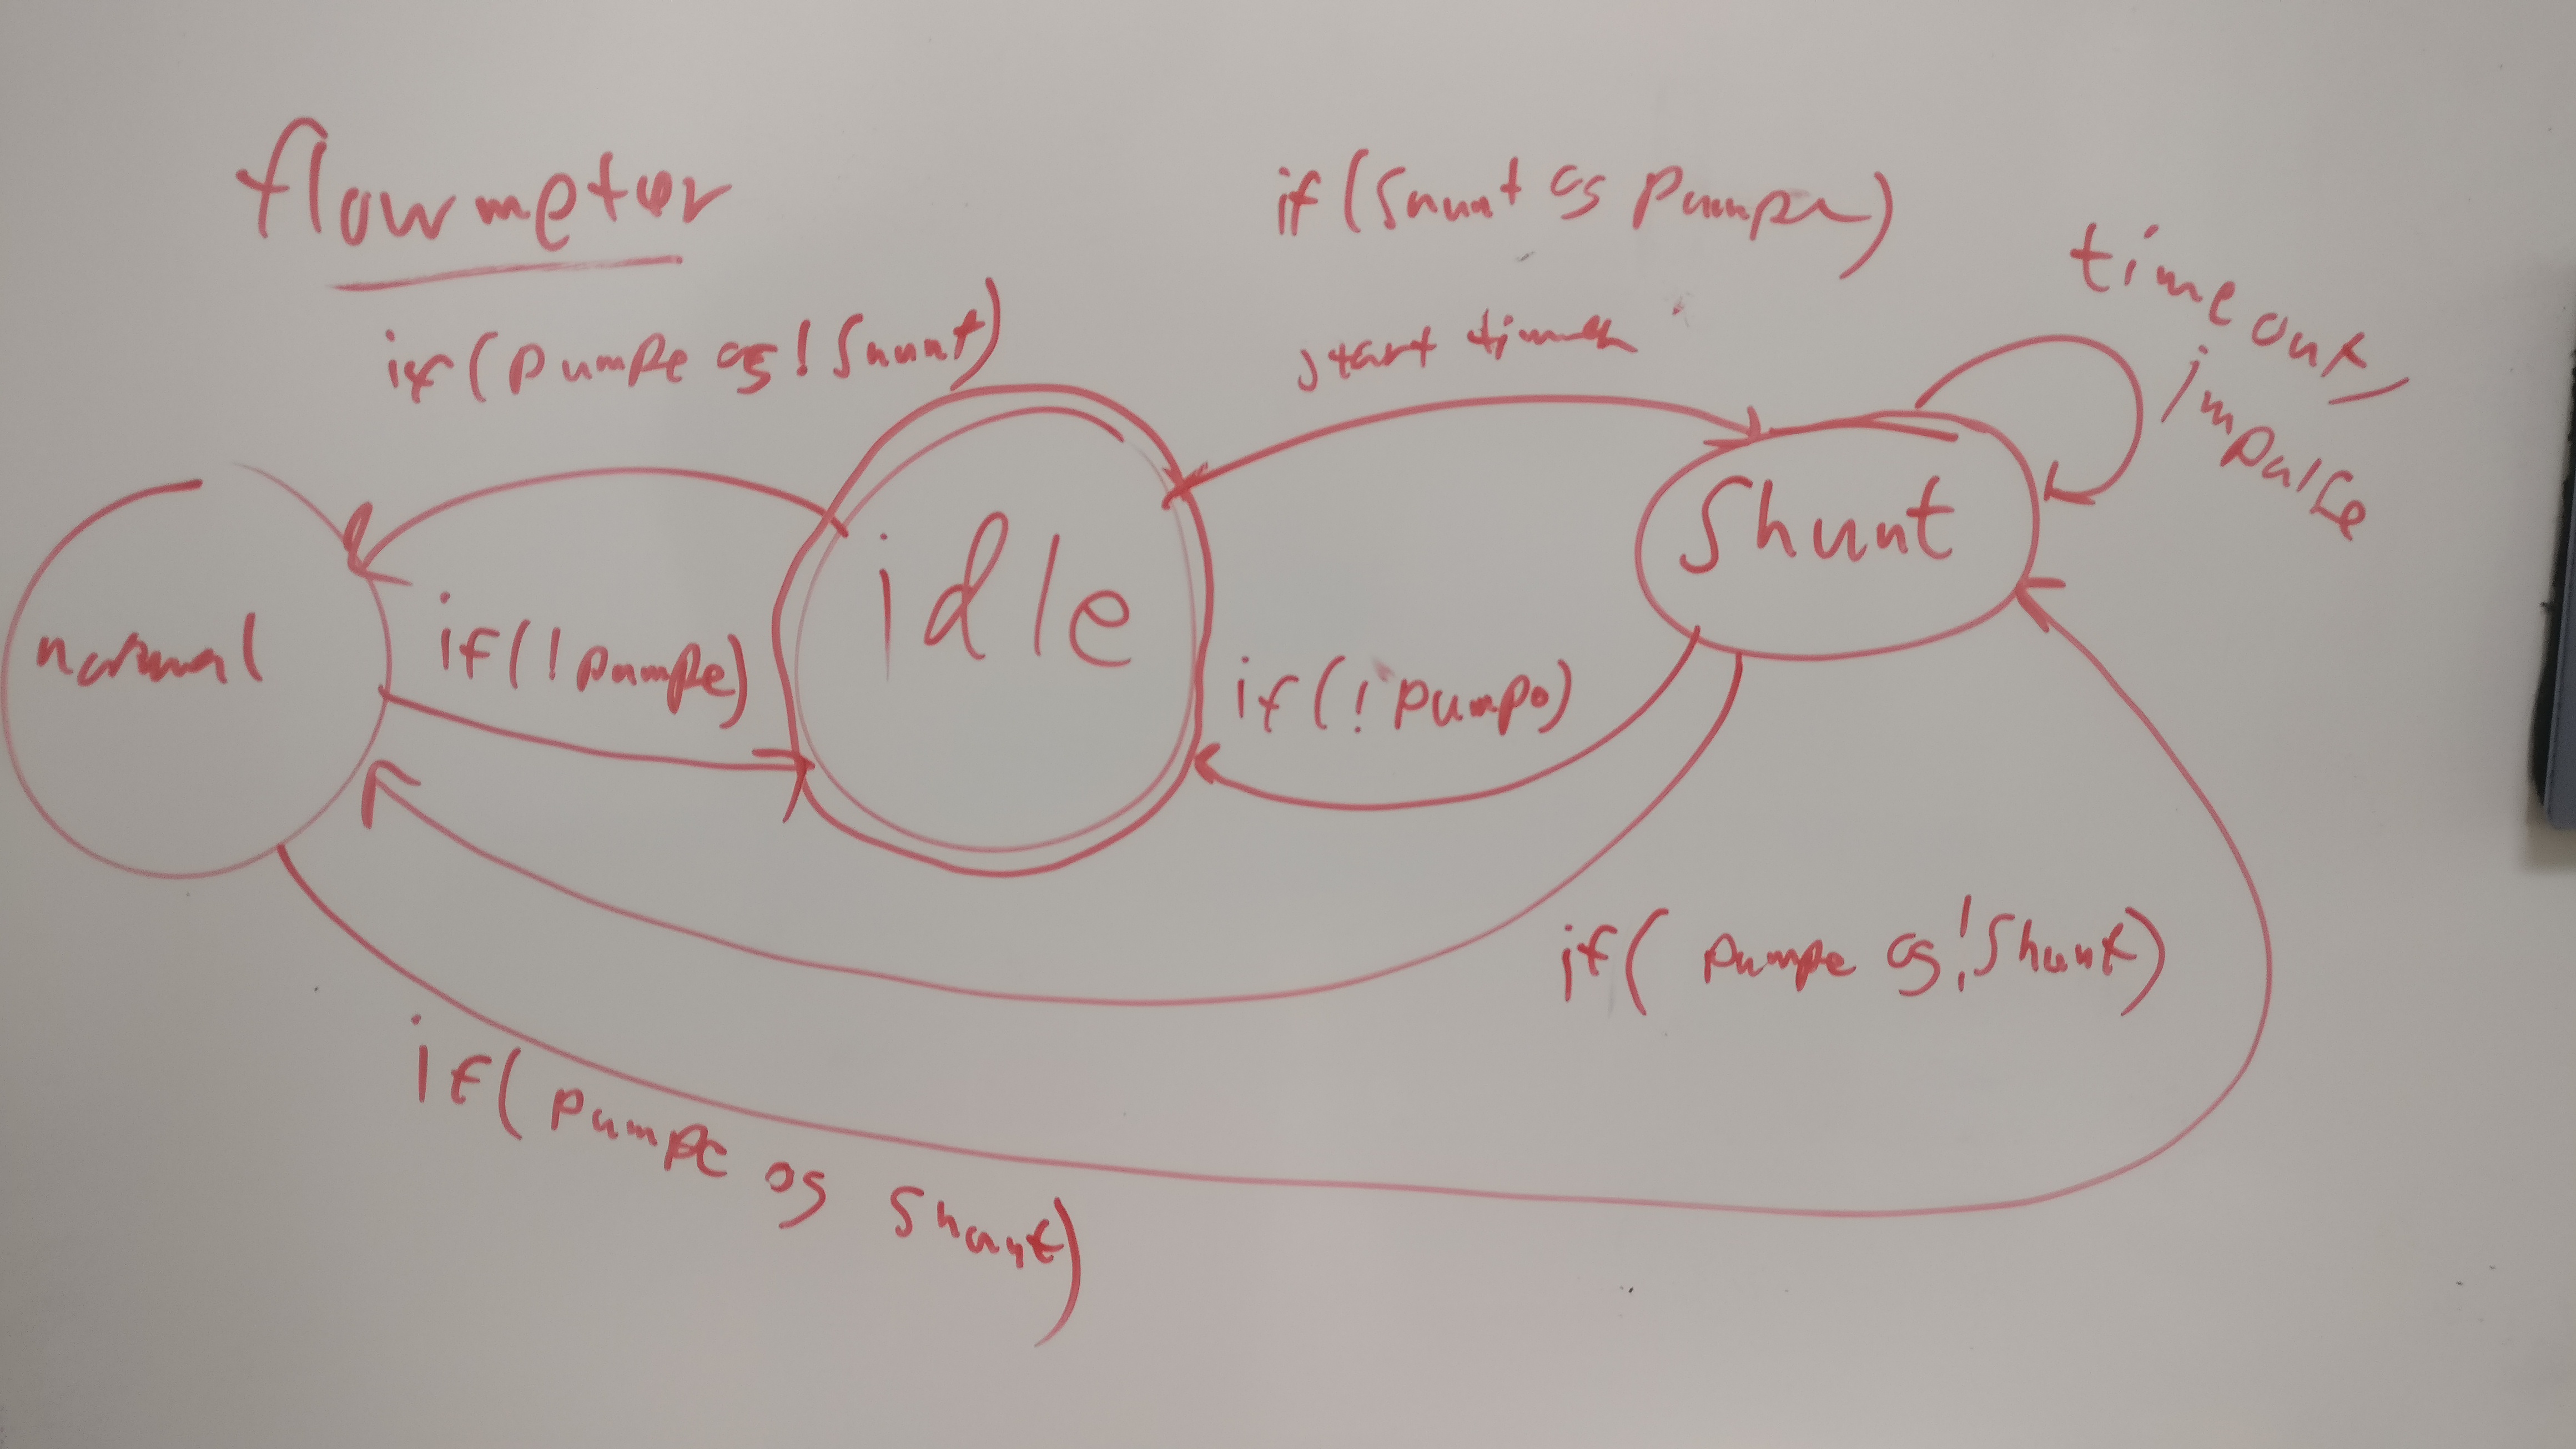 flowmeter
if (Shunt og Pumpe)
timeout/
impulse
if (pumpe og !Shunt)
start timer
idle
Shunt
normal
if (!pumpe)
if (!pumpe)
if (pumpe og !Shunt)
if (pumpe og Shunt)